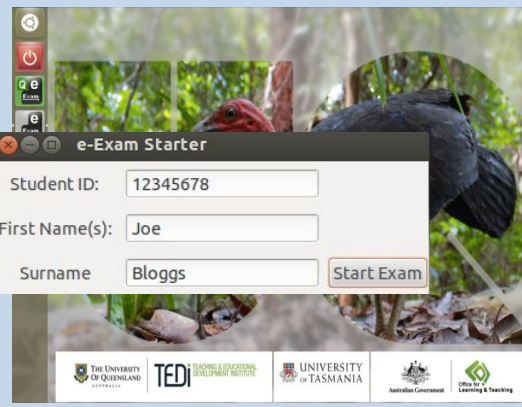 e
Exam
e
Exam
e-Exam Starter
Student ID: 12345678
First Name(s): Joe
Surname Bloggs Start Exam
THE UNIVERSITY
OF QUEENSLAND
AUSTRALIA
TEDi TEACHING & EDUCATIONAL
DEVELOPMENT INSTITUTE
UNIVERSITY
OF TASMANIA
Australian Government
Office for
Learning & Teaching